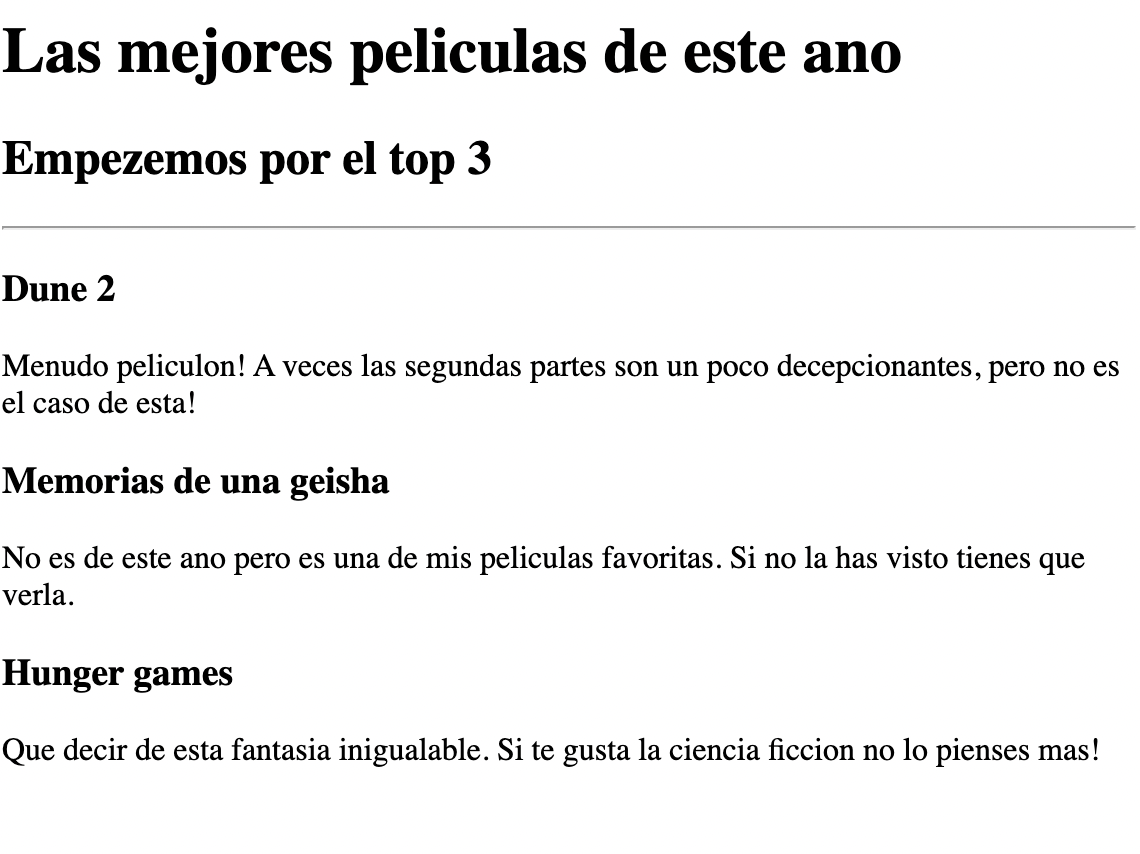 Las mejores peliculas de este ano
Empezemos por el top 3
Dune 2
Menudo peliculon! A veces las segundas partes son un poco decepcionantes, pero no es
el caso de esta!
Memorias de una geisha
No es de este ano pero es una de mis peliculas favoritas. Si no la has visto tienes que
verla.
Hunger games
Que decir de esta fantasia inigualable. Si te gusta la ciencia ficcion no lo pienses mas!